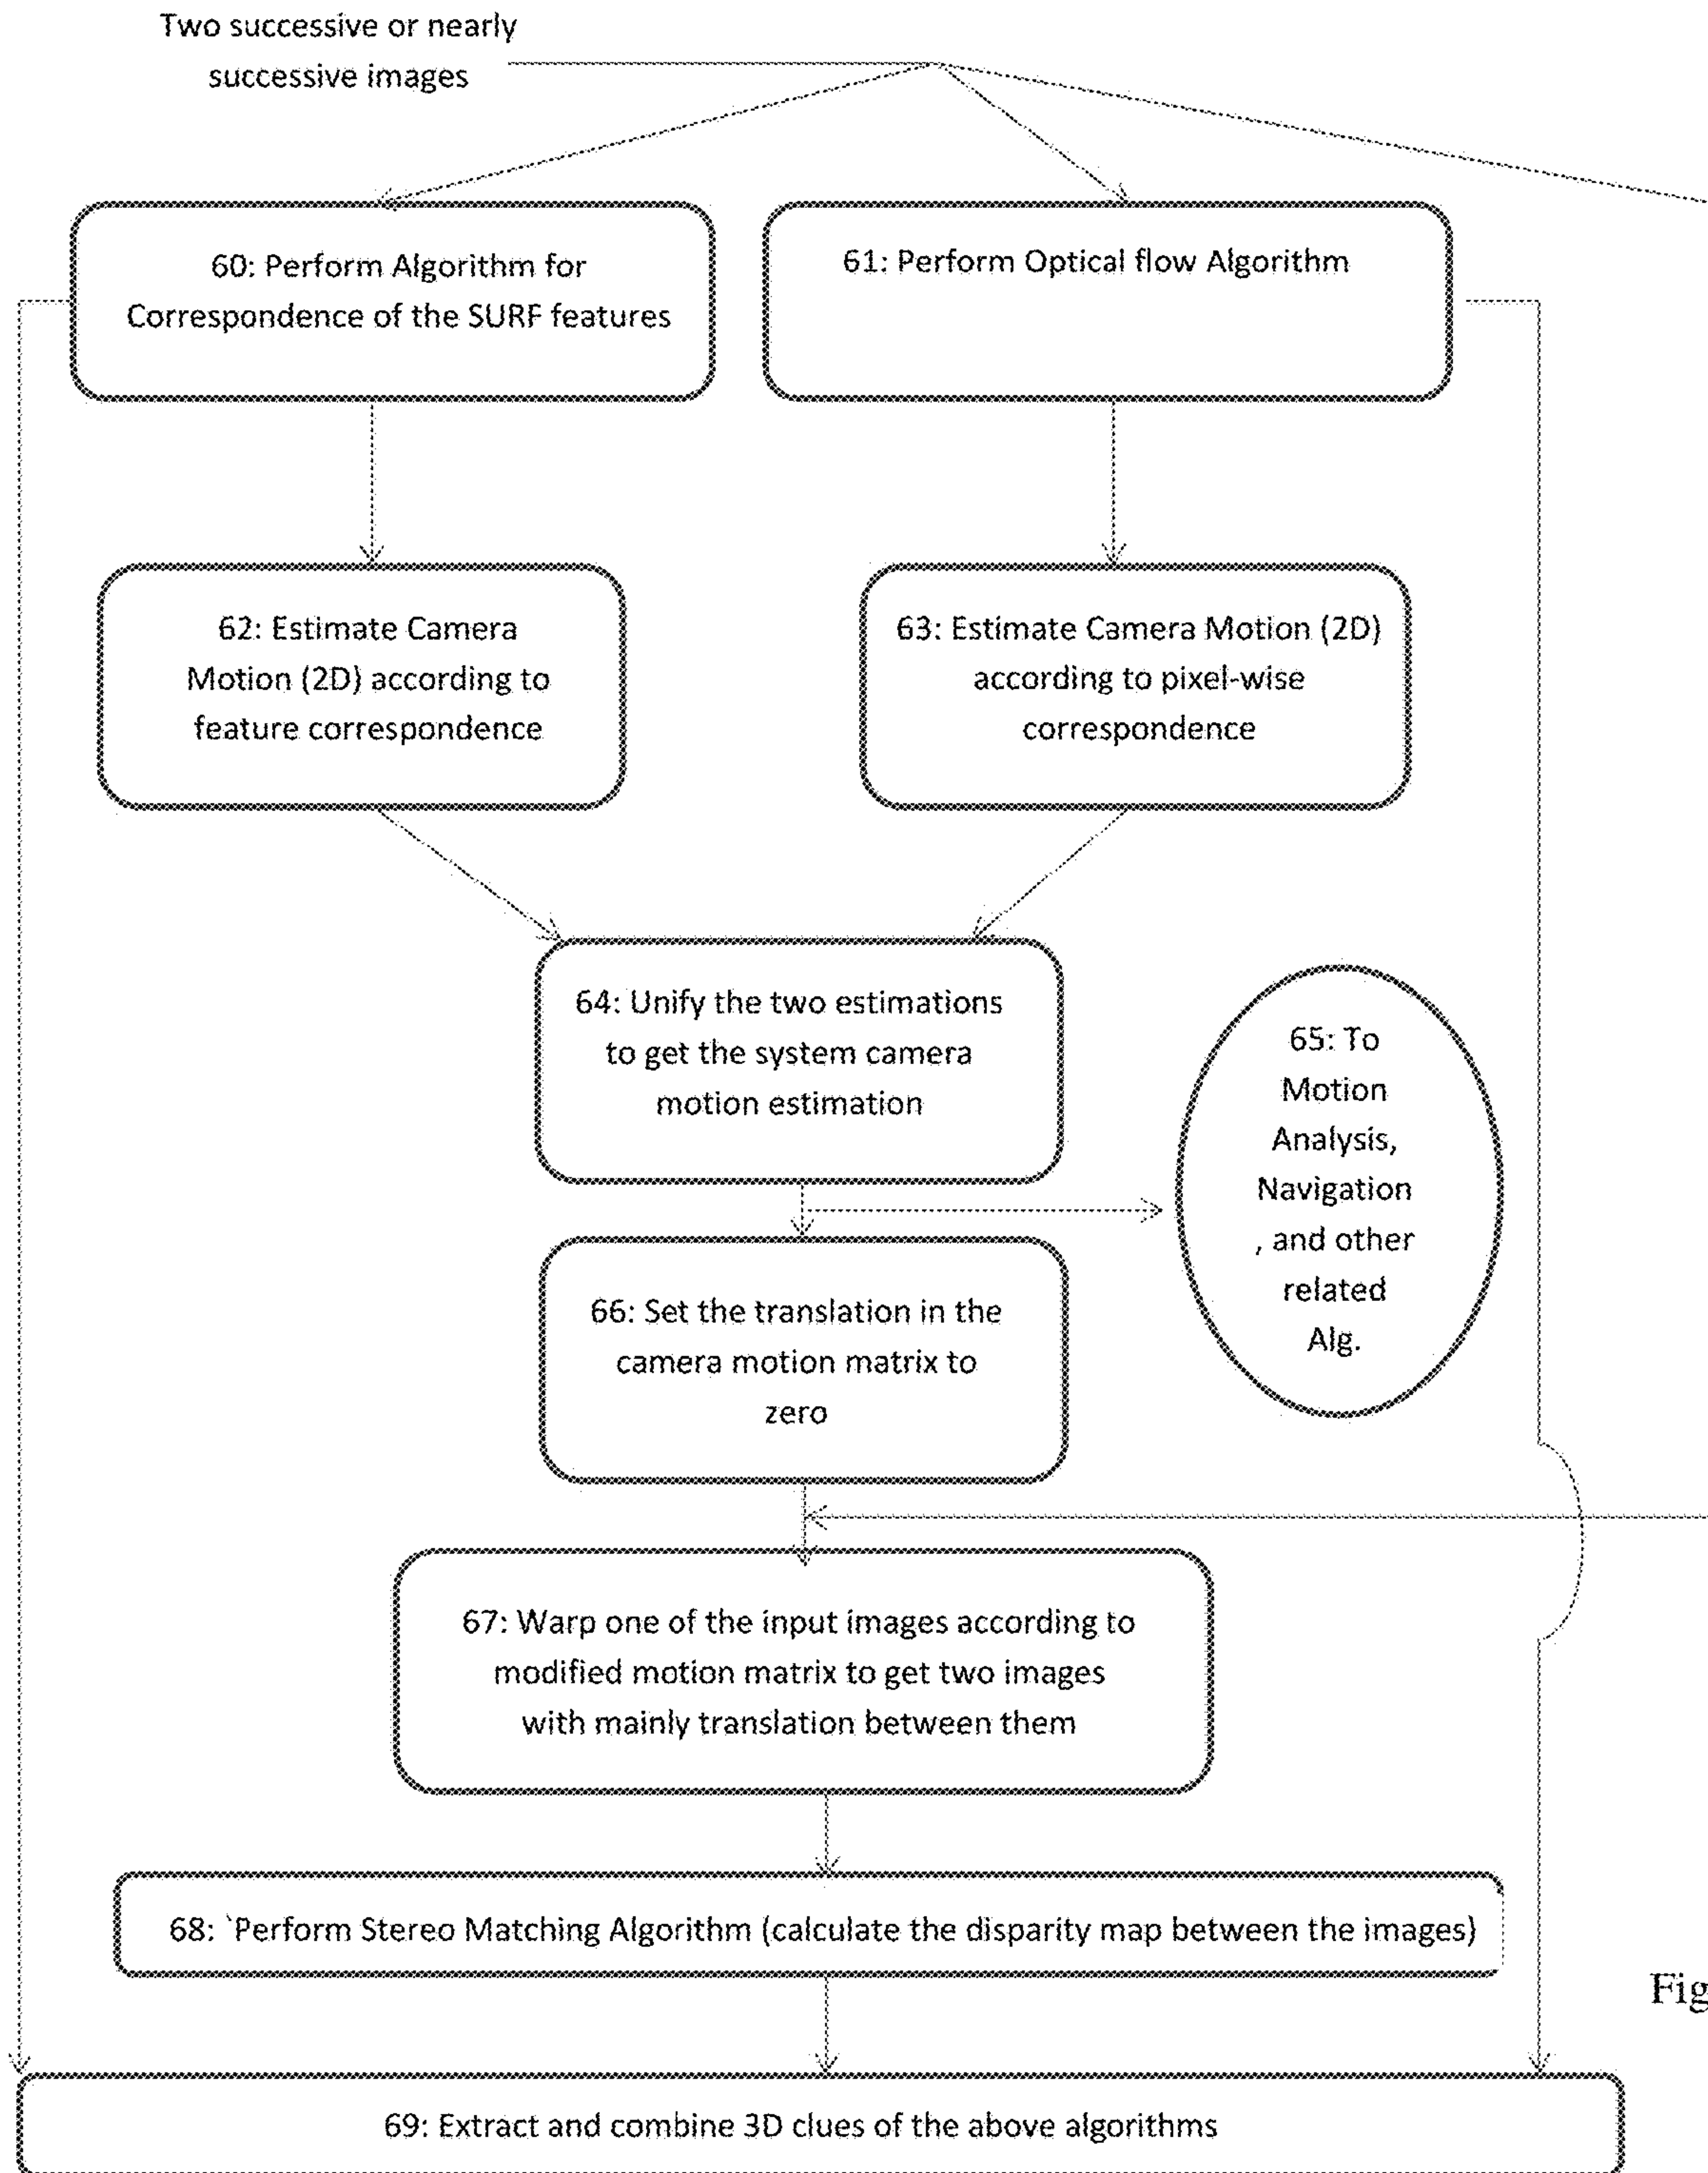 Two successive or nearly
successive images
60: Perform Algorithm for
Correspondence of the SURF features
61: Perform Optical flow Algorithm
62: Estimate Camera
Motion (2D) according to
feature correspondence
63: Estimate Camera Motion (2D)
according to pixel-wise
correspondence
64: Unify the two estimations
to get the system camera
motion estimation
65: To
Motion
Analysis,
Navigation
, and other
related
Alg.
66: Set the translation in the
camera motion matrix to
zero
67: Warp one of the input images according to
modified motion matrix to get two images
with mainly translation between them
68: `Perform Stereo Matching Algorithm (calculate the disparity map between the images)
Fig
69: Extract and combine 3D clues of the above algorithms